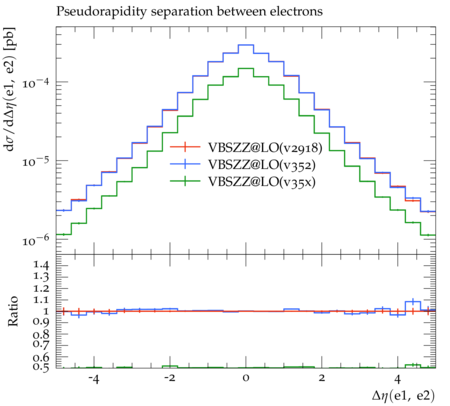 Pseudorapidity separation between electrons
dσ/dΔη(e1, e2) [pb]
10⁻⁴
10⁻⁵
10⁻⁶
VBSZZ@LO(v2918)
VBSZZ@LO(v352)
VBSZZ@LO(v35x)
Ratio
1.4
1.3
1.2
1.1
1
0.9
0.8
0.7
0.6
0.5
-4 -2 0 2 4
Δη(e1, e2)